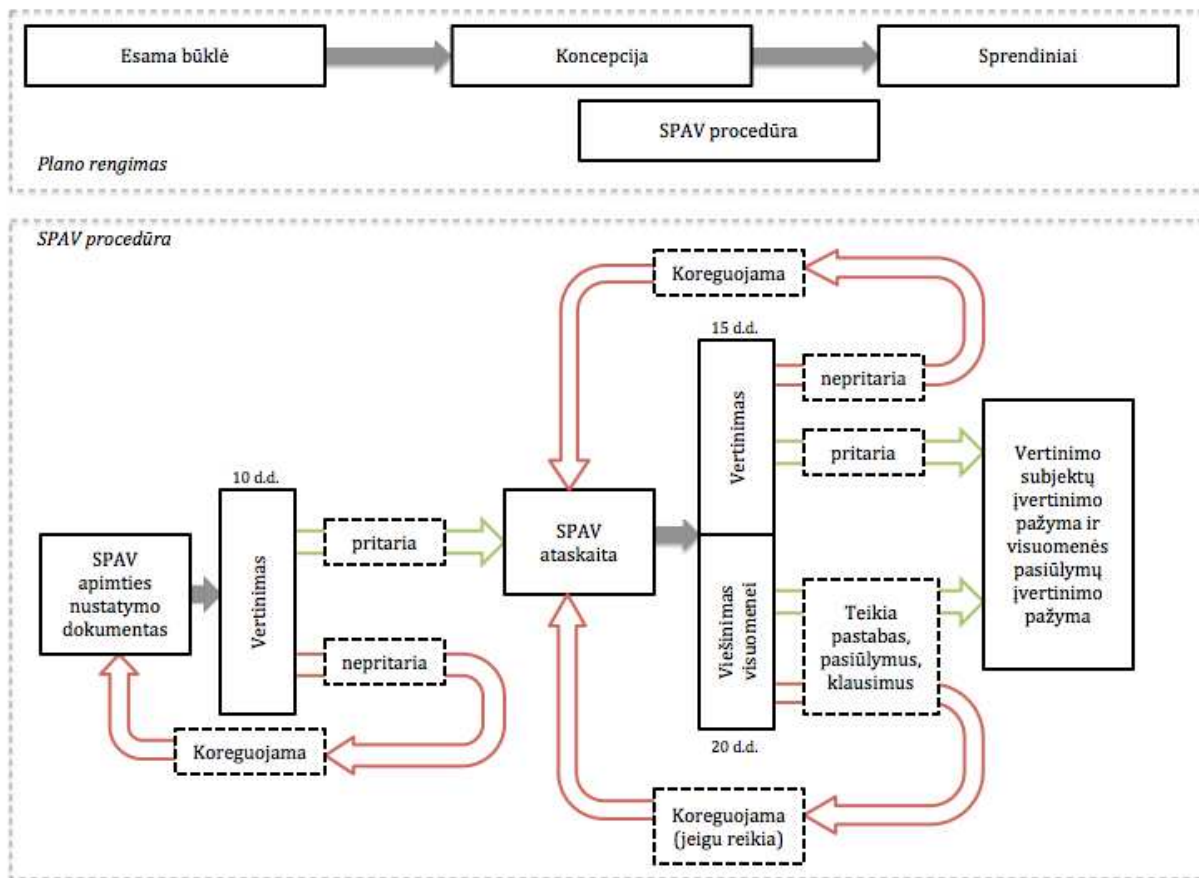 Esama būklė
Koncepcija
Sprendiniai
SPAV procedūra
Plano rengimas
SPAV procedūra
Koreguojama
15 d.d.
Vertinimas
nepritaria
pritaria
Vertinimo
subjektų
įvertinimo
pažyma ir
visuomenės
pasiūlymų
įvertinimo
pažyma
10 d.d.
SPAV
apimties
nustatymo
dokumentas
Vertinimas
pritaria
nepritaria
Koreguojama
SPAV
ataskaita
Viešinimas
visuomenei
20 d.d.
Teikia
pastabas,
pasiūlymus,
klausimus
Koreguojama
(jeigu reikia)